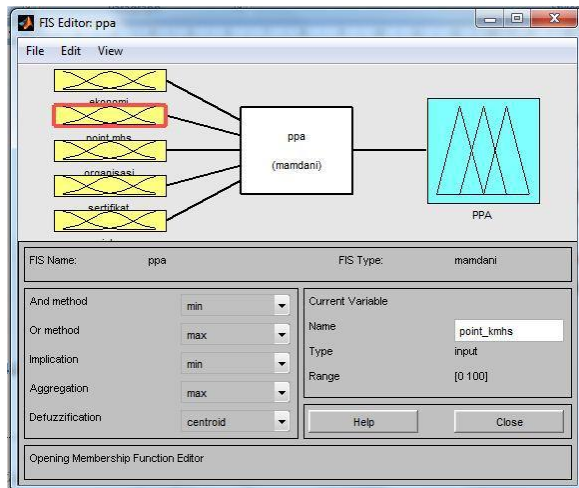 FIS Editor: ppa
File Edit View
ekonomi
point mhs
organisasi
sertifikat
ppa
(mamdani)
PPA
FIS Name: ppa FIS Type: mamdani
And method min
Or method max
Implication min
Aggregation max
Defuzzification centroid
Current Variable
Name point_kmhs
Type input
Range [0 100]
Help Close
Opening Membership Function Editor